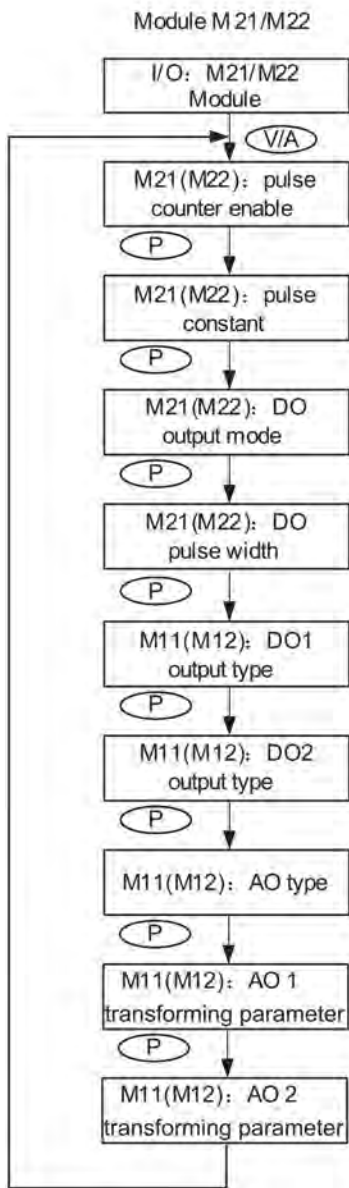 Module M21/M22
I/O: M21/M22
Module
V/A
M21(M22): pulse
counter enable
P
M21(M22): pulse
constant
P
M21(M22): DO
output mode
P
M21(M22): DO
pulse width
P
M11(M12): DO1
output type
P
M11(M12): DO2
output type
P
M11(M12): AO type
P
M11(M12): AO 1
transforming parameter
P
M11(M12): AO 2
transforming parameter